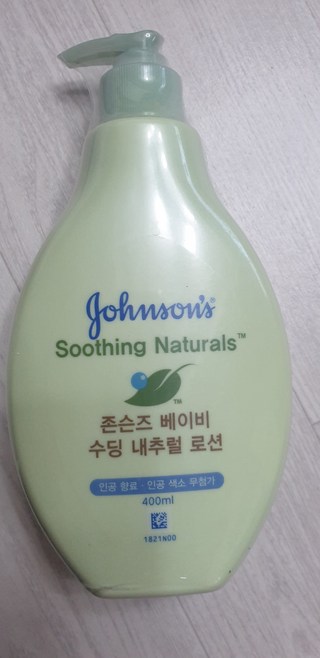 Johnson's®
Soothing Naturals™
TM
존슨즈 베이비
수딩 내추럴 로션
인공 향료 · 인공 색소 무첨가
400ml
1821N00